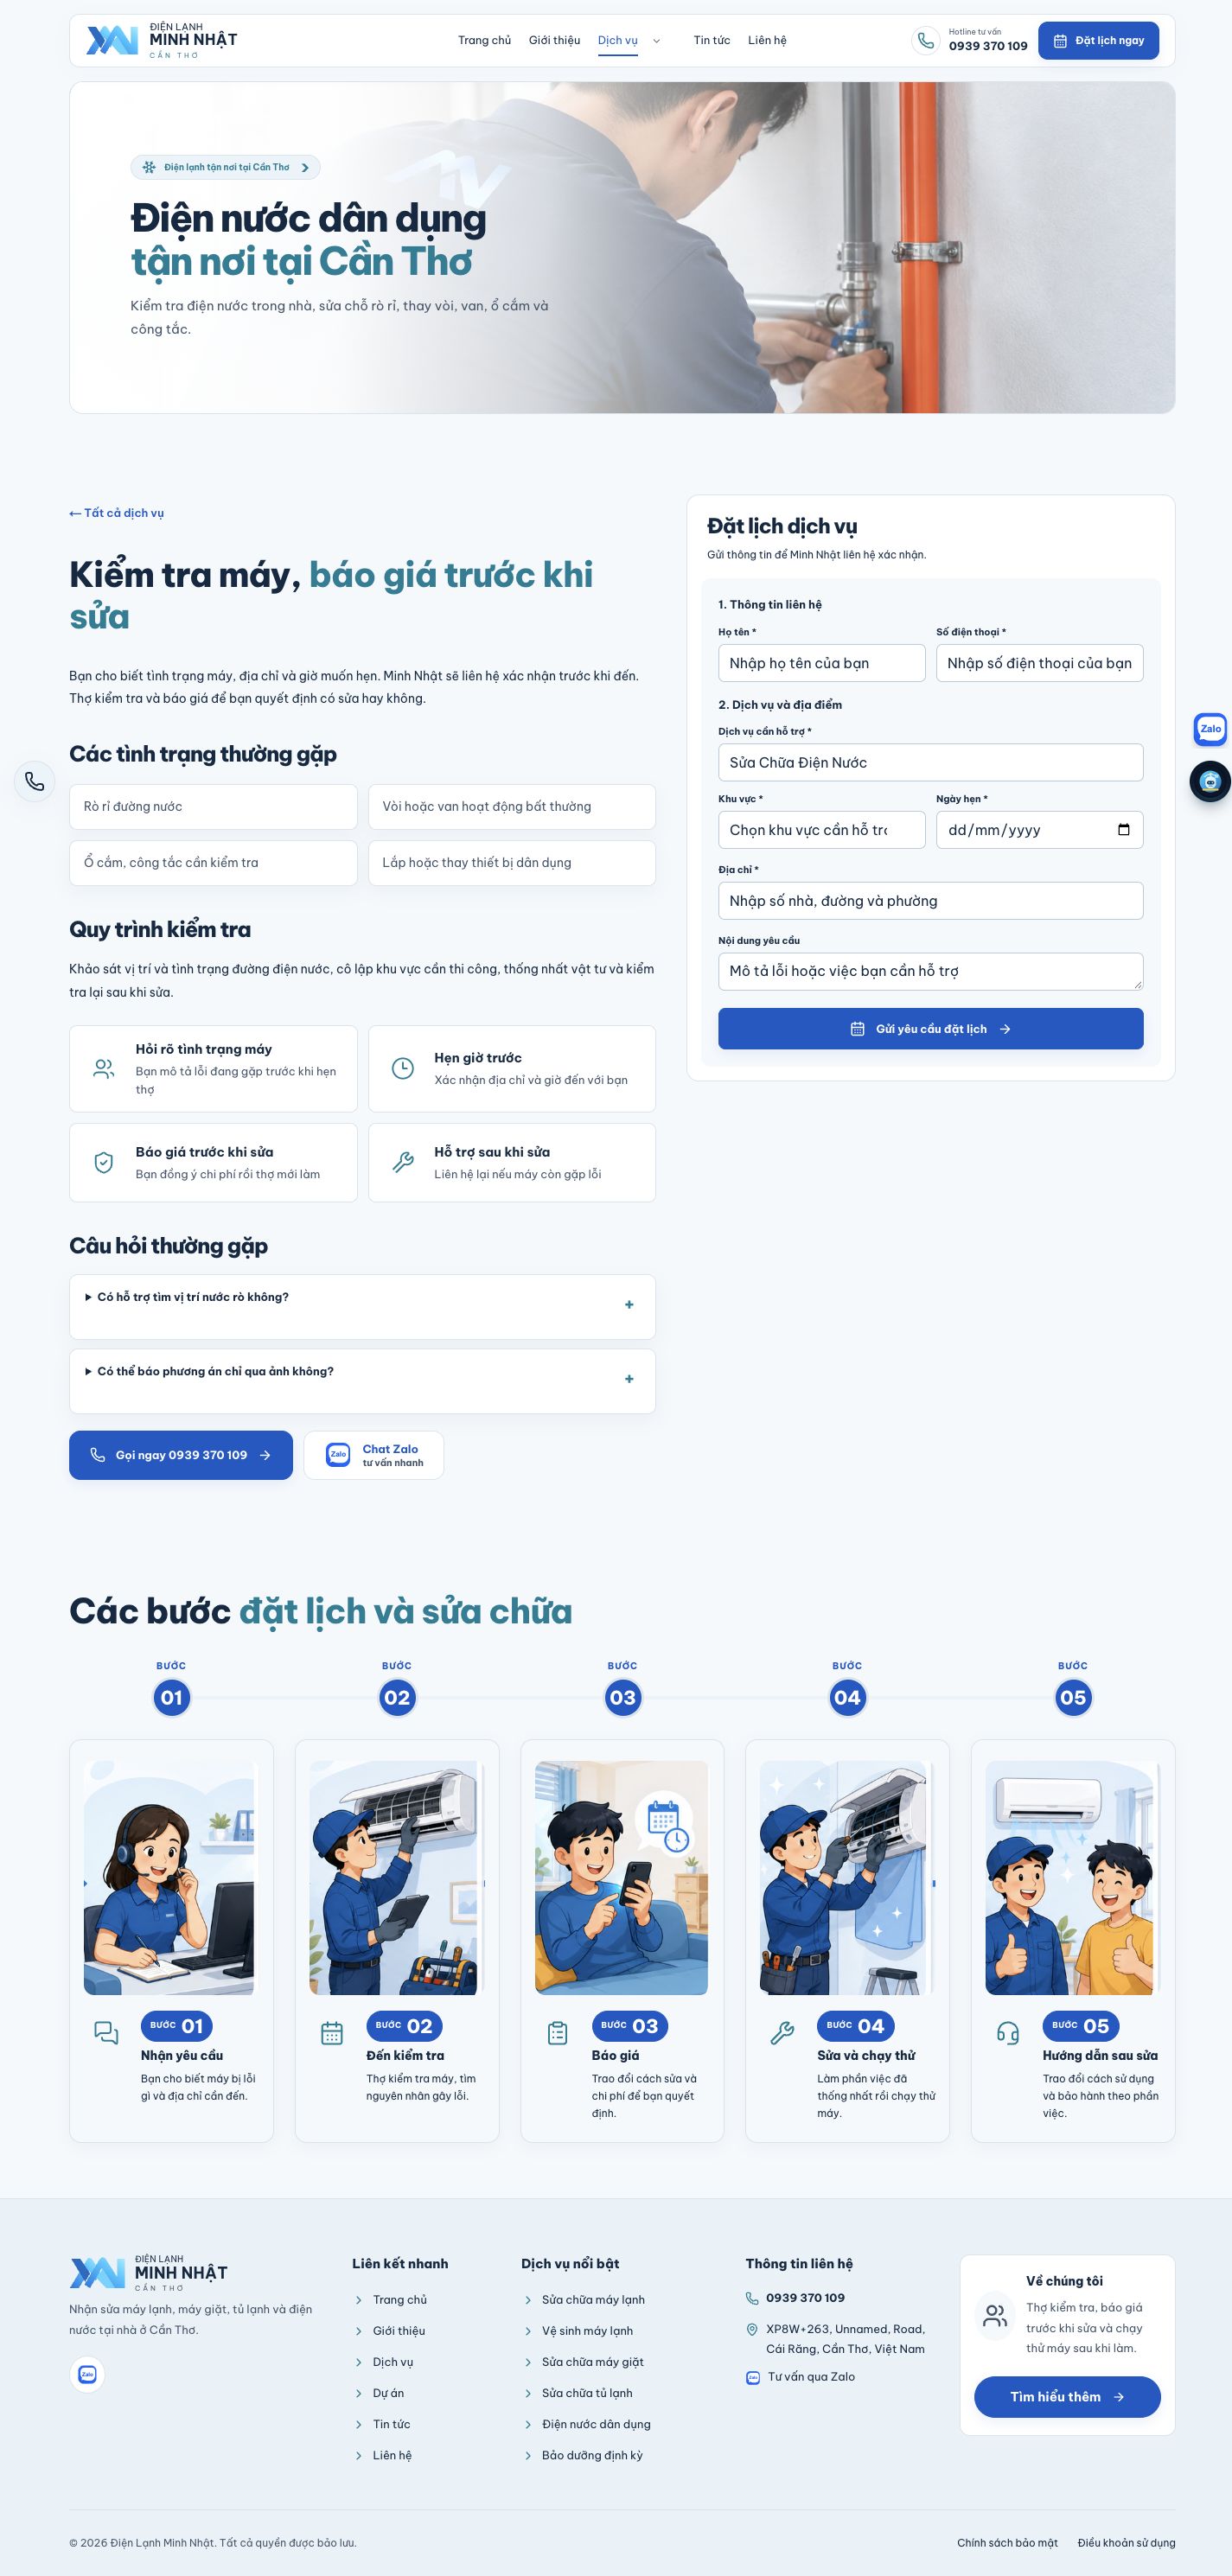 ĐIỆN LẠNH
MINH NHẬT
CẦN THƠ
Trang chủ
Giới thiệu
Dịch vụ
Tin tức
Liên hệ
Hotline tư vấn
0939 370 109
Đặt lịch ngay
Điện lạnh tận nơi tại Cần Thơ
Điện nước dân dụng
tận nơi tại Cần Thơ
Kiểm tra điện nước trong nhà, sửa chỗ rò rỉ, thay vòi, van, ổ cắm và
công tắc.
← Tất cả dịch vụ
Kiểm tra máy, báo giá trước khi
sửa
Bạn cho biết tình trạng máy, địa chỉ và giờ muốn hẹn. Minh Nhật sẽ liên hệ xác nhận trước khi đến.
Thợ kiểm tra và báo giá để bạn quyết định có sửa hay không.
Các tình trạng thường gặp
Rò rỉ đường nước
Vòi hoặc van hoạt động bất thường
Ổ cắm, công tắc cần kiểm tra
Lắp hoặc thay thiết bị dân dụng
Quy trình kiểm tra
Khảo sát vị trí và tình trạng đường điện nước, cô lập khu vực cần thi công, thống nhất vật tư và kiểm
tra lại sau khi sửa.
Hỏi rõ tình trạng máy
Bạn mô tả lỗi đang gặp trước khi hẹn
thợ
Hẹn giờ trước
Xác nhận địa chỉ và giờ đến với bạn
Báo giá trước khi sửa
Bạn đồng ý chi phí rồi thợ mới làm
Hỗ trợ sau khi sửa
Liên hệ lại nếu máy còn gặp lỗi
Câu hỏi thường gặp
Có hỗ trợ tìm vị trí nước rò không?
+
Có thể báo phương án chỉ qua ảnh không?
+
Gọi ngay 0939 370 109
Zalo
Chat Zalo
tư vấn nhanh
Đặt lịch dịch vụ
Gửi thông tin để Minh Nhật liên hệ xác nhận.
1. Thông tin liên hệ
Họ tên *
Số điện thoại *
Nhập họ tên của bạn
Nhập số điện thoại của bạn
2. Dịch vụ và địa điểm
Dịch vụ cần hỗ trợ *
Sửa Chữa Điện Nước
Khu vực *
Ngày hẹn *
Chọn khu vực cần hỗ trợ
dd/mm/yyyy
Địa chỉ *
Nhập số nhà, đường và phường
Nội dung yêu cầu
Mô tả lỗi hoặc việc bạn cần hỗ trợ
Gửi yêu cầu đặt lịch
Zalo
Các bước đặt lịch và sửa chữa
BƯỚC
01
BƯỚC
02
BƯỚC
03
BƯỚC
04
BƯỚC
05
BƯỚC 01
Nhận yêu cầu
Bạn cho biết máy bị lỗi
gì và địa chỉ cần đến.
BƯỚC 02
Đến kiểm tra
Thợ kiểm tra máy, tìm
nguyên nhân gây lỗi.
BƯỚC 03
Báo giá
Trao đổi cách sửa và
chi phí để bạn quyết
định.
BƯỚC 04
Sửa và chạy thử
Làm phần việc đã
thống nhất rồi chạy thử
máy.
BƯỚC 05
Hướng dẫn sau sửa
Trao đổi cách sử dụng
và bảo hành theo phần
việc.
ĐIỆN LẠNH
MINH NHẬT
CẦN THƠ
Nhận sửa máy lạnh, máy giặt, tủ lạnh và điện
nước tại nhà ở Cần Thơ.
Zalo
Liên kết nhanh
Trang chủ
Giới thiệu
Dịch vụ
Dự án
Tin tức
Liên hệ
Dịch vụ nổi bật
Sửa chữa máy lạnh
Vệ sinh máy lạnh
Sửa chữa máy giặt
Sửa chữa tủ lạnh
Điện nước dân dụng
Bảo dưỡng định kỳ
Thông tin liên hệ
0939 370 109
XP8W+263, Unnamed, Road,
Cái Răng, Cần Thơ, Việt Nam
Zalo
Tư vấn qua Zalo
Về chúng tôi
Thợ kiểm tra, báo giá
trước khi sửa và chạy
thử máy sau khi làm.
Tìm hiểu thêm
© 2026 Điện Lạnh Minh Nhật. Tất cả quyền được bảo lưu.
Chính sách bảo mật
Điều khoản sử dụng